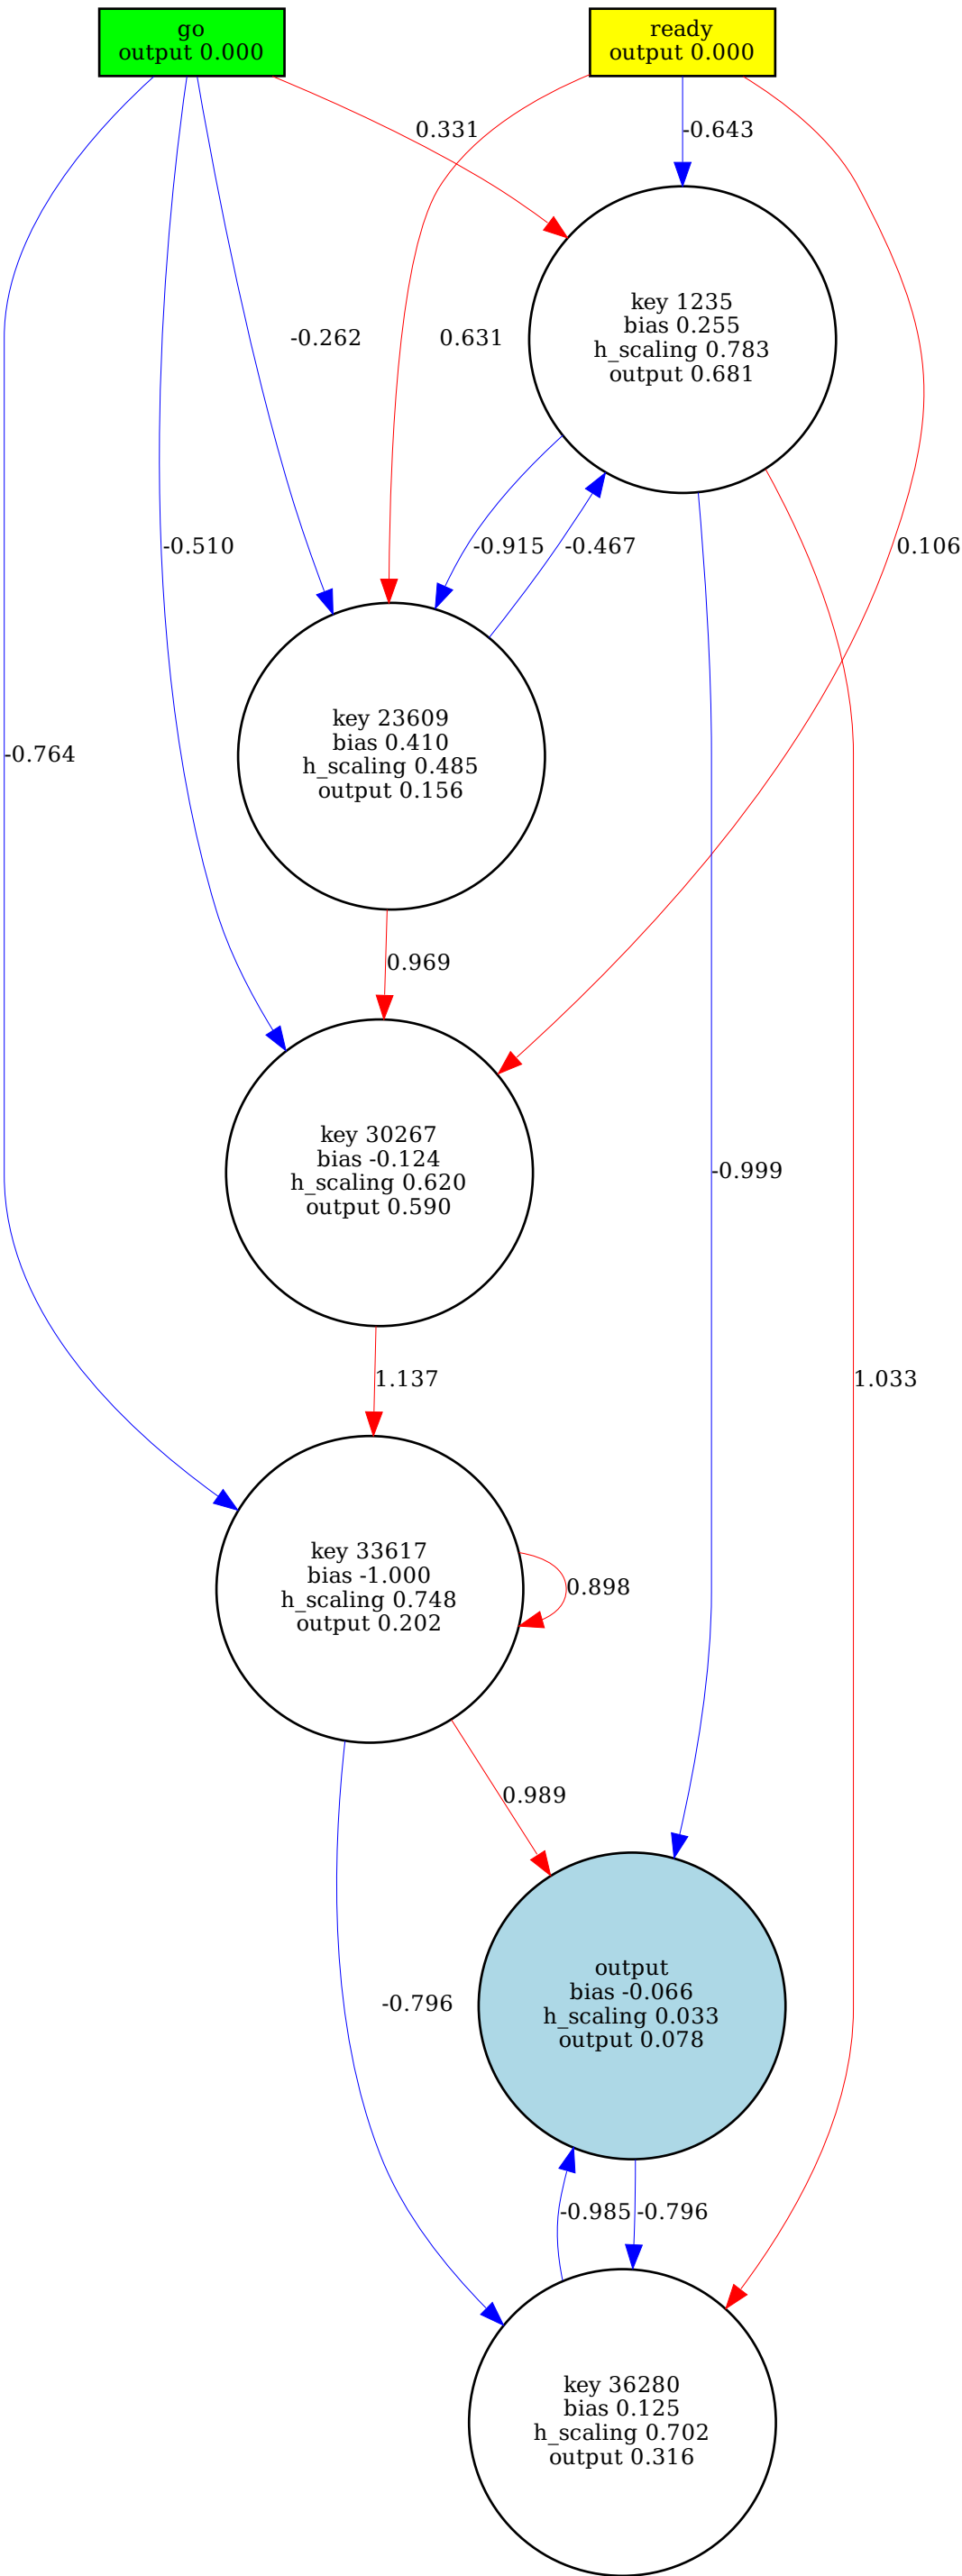 go
output 0.000
ready
output 0.000
0.331
-0.643
key 1235
bias 0.255
h_scaling 0.783
output 0.681
-0.262
0.631
-0.510
-0.915
-0.467
0.106
key 23609
bias 0.410
h_scaling 0.485
output 0.156
-0.764
0.969
key 30267
bias -0.124
h_scaling 0.620
output 0.590
-0.999
1.137
1.033
key 33617
bias -1.000
h_scaling 0.748
output 0.202
0.898
0.989
output
bias -0.066
h_scaling 0.033
output 0.078
-0.796
-0.985
-0.796
key 36280
bias 0.125
h_scaling 0.702
output 0.316